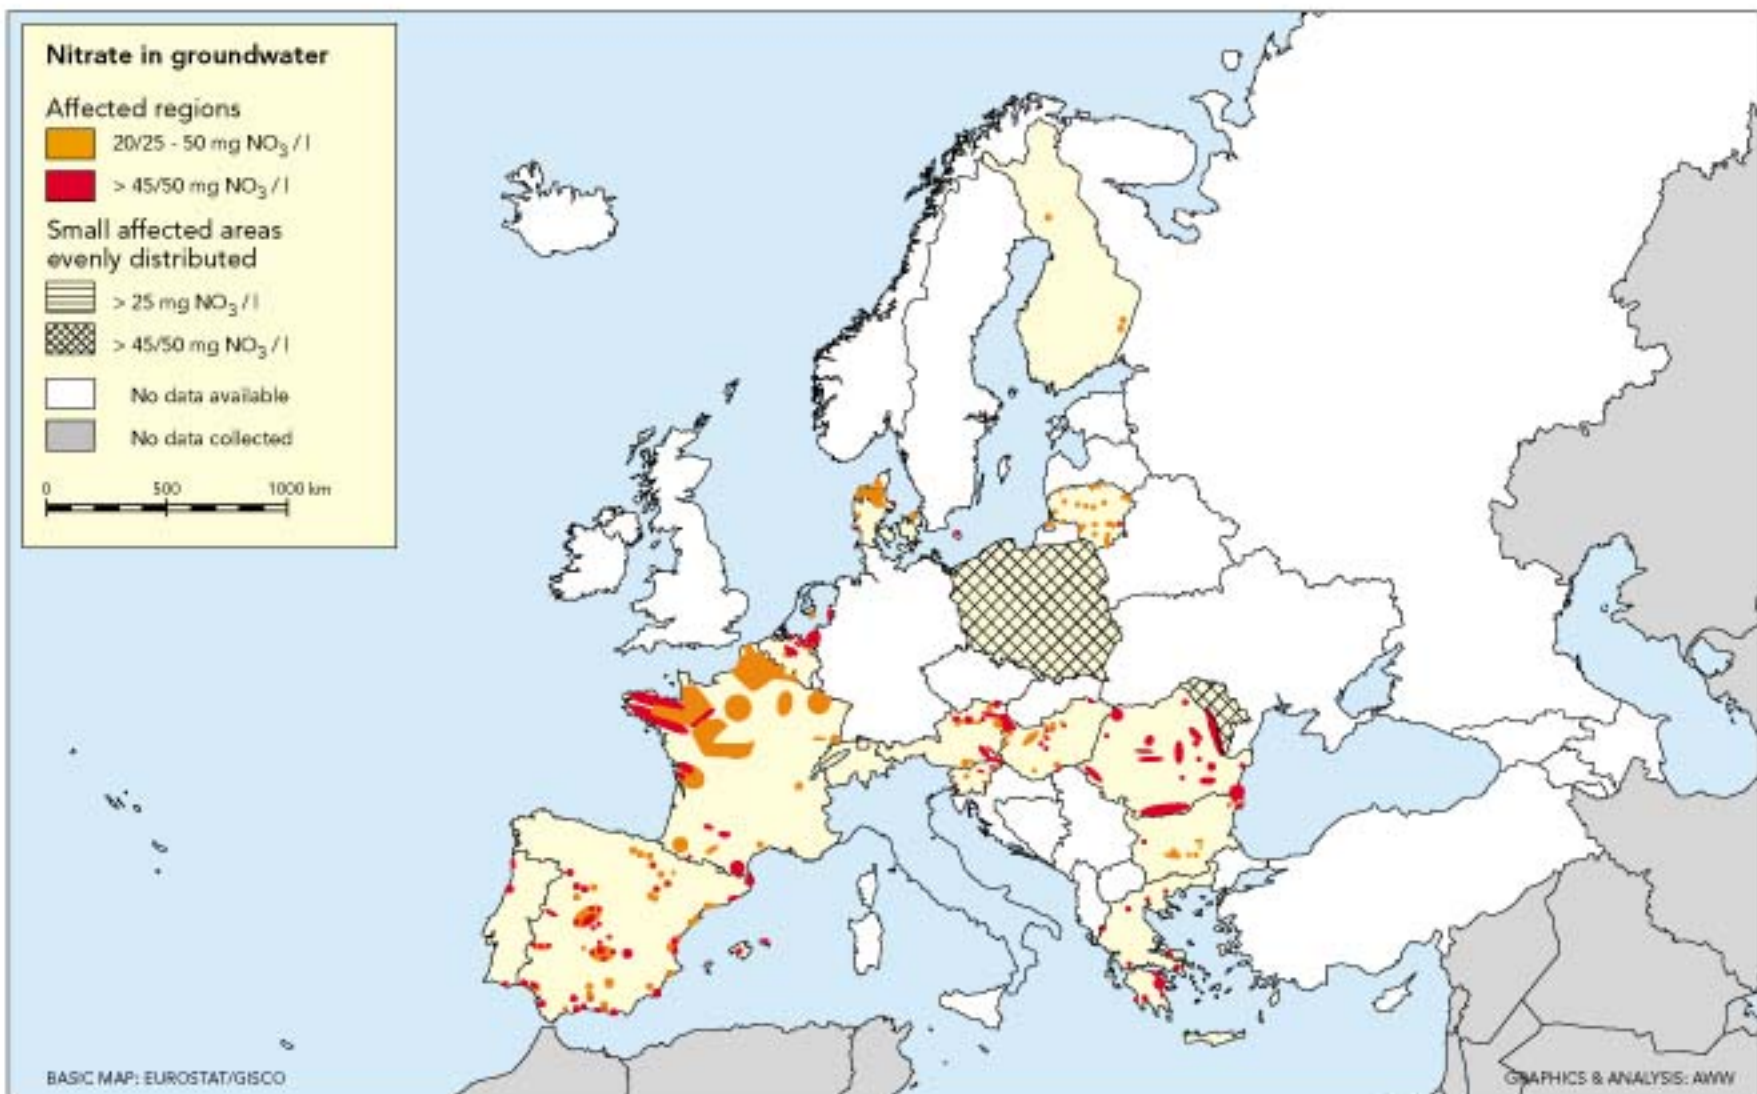 Nitrate in groundwater
Affected regions
20/25 - 50 mg NO3 / l
> 45/50 mg NO3 / l
Small affected areas
evenly distributed
> 25 mg NO3 / l
> 45/50 mg NO3 / l
No data available
No data collected
0 500 1000 km
BASIC MAP: EUROSTAT/GISCO
GRAPHICS & ANALYSIS: AWW